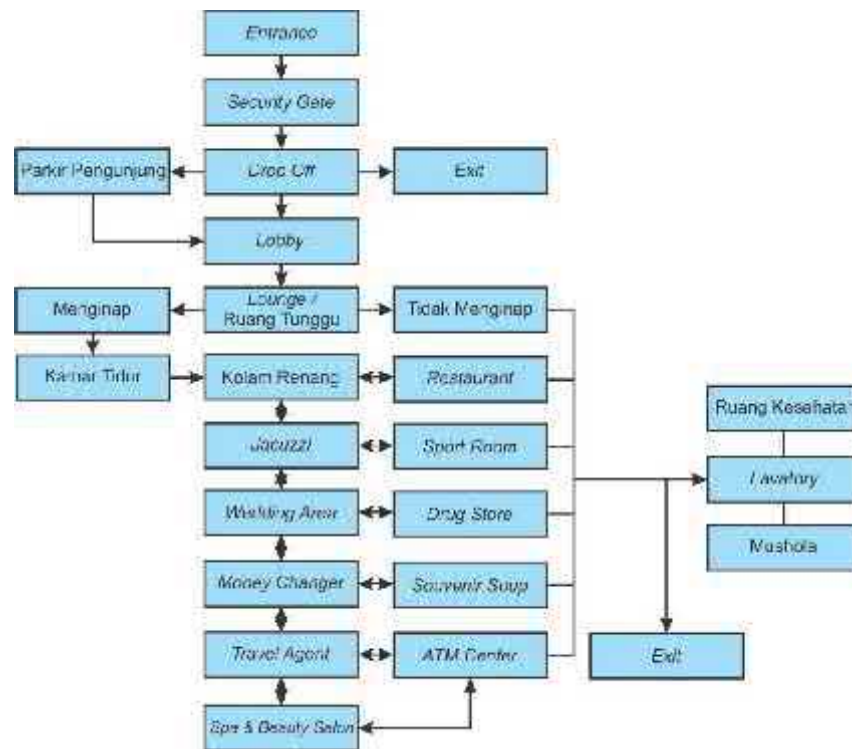 Entrance
Security Gate
Parkir Pengunjung
Drop Off
Exit
Lobby
Menginap
Lounge /
Ruang Tunggu
Tidak Menginap
Kamar Tidur
Kolam Renang
Restaurant
Ruang Kesehatan
Jacuzzi
Sport Room
Lavatory
Wedding Area
Drug Store
Mushola
Money Changer
Souvenir Soup
Travel Agent
ATM Center
Exit
Spa & Beauty Salon